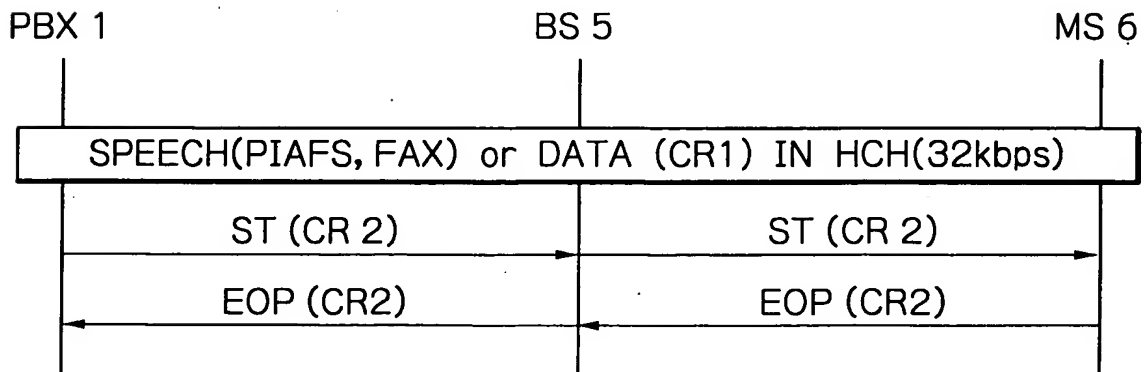 PBX 1 BS 5 MS 6
SPEECH(PIAFS, FAX) or DATA (CR1) IN HCH(32kbps)
ST (CR 2) ST (CR 2)
EOP (CR2) EOP (CR2)